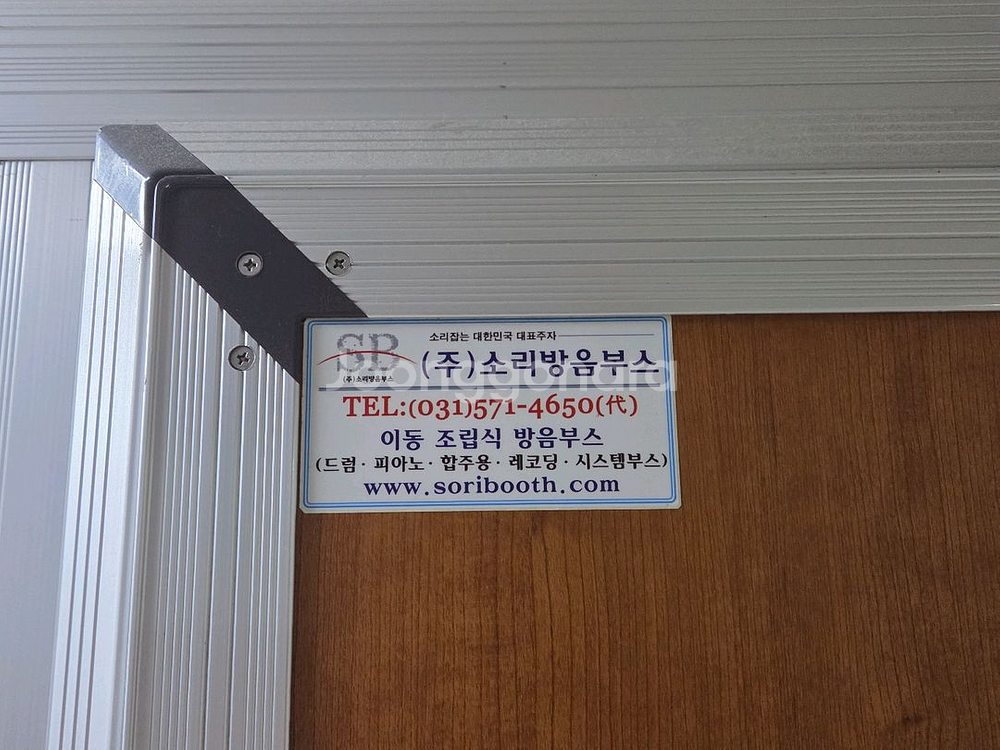 소리잡는 대한민국 대표주자
SB
(주)소리방음부스
(주)소리방음부스
TEL:(031)571-4650(代)
이동 조립식 방음부스
(드럼· 피아노· 합주용· 레코딩· 시스템부스)
www.soribooth.com
Joonggonara